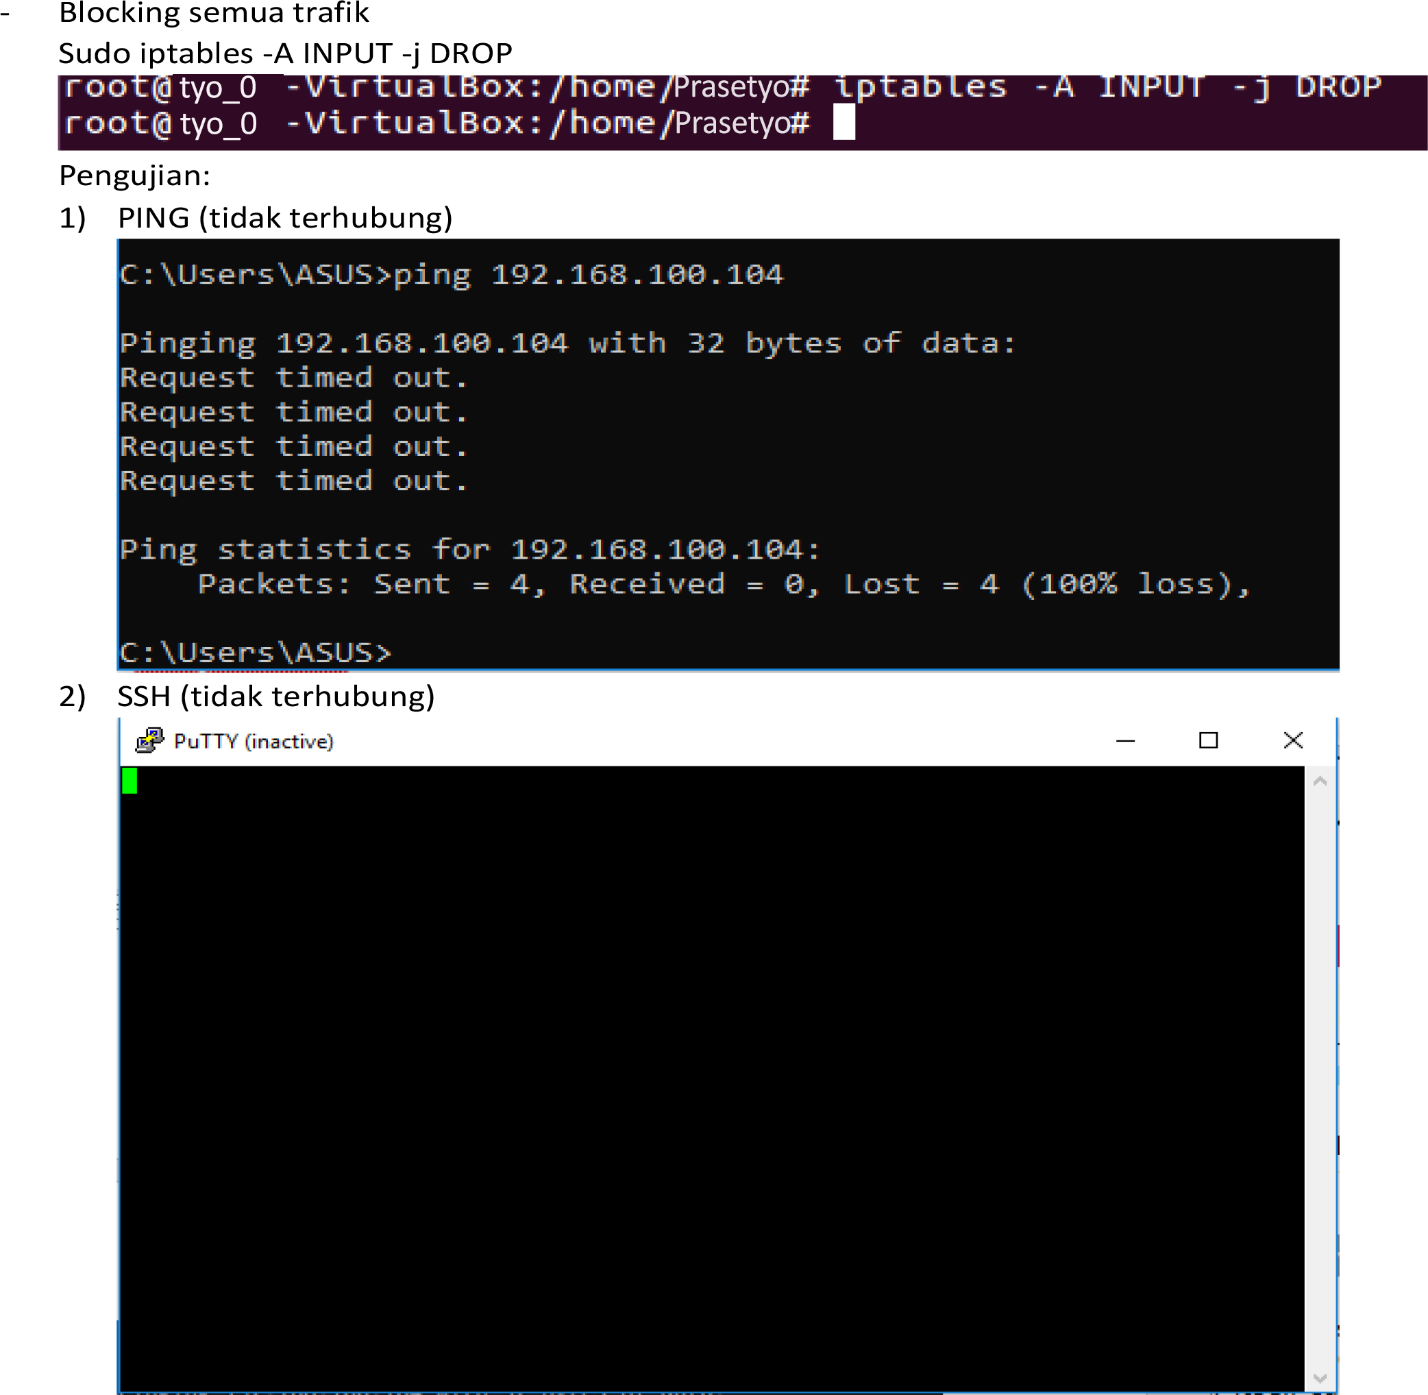 - Blocking semua trafik
Sudo iptables -A INPUT -j DROP
root@tyo_0 -VirtualBox:/home/Prasetyo# iptables -A INPUT -j DROP
root@tyo_0 -VirtualBox:/home/Prasetyo#
Pengujian:
1) PING (tidak terhubung)
C:\Users\ASUS>ping 192.168.100.104
Pinging 192.168.100.104 with 32 bytes of data:
Request timed out.
Request timed out.
Request timed out.
Request timed out.
Ping statistics for 192.168.100.104:
Packets: Sent = 4, Received = 0, Lost = 4 (100% loss),
C:\Users\ASUS>
2) SSH (tidak terhubung)
PuTTY (inactive)